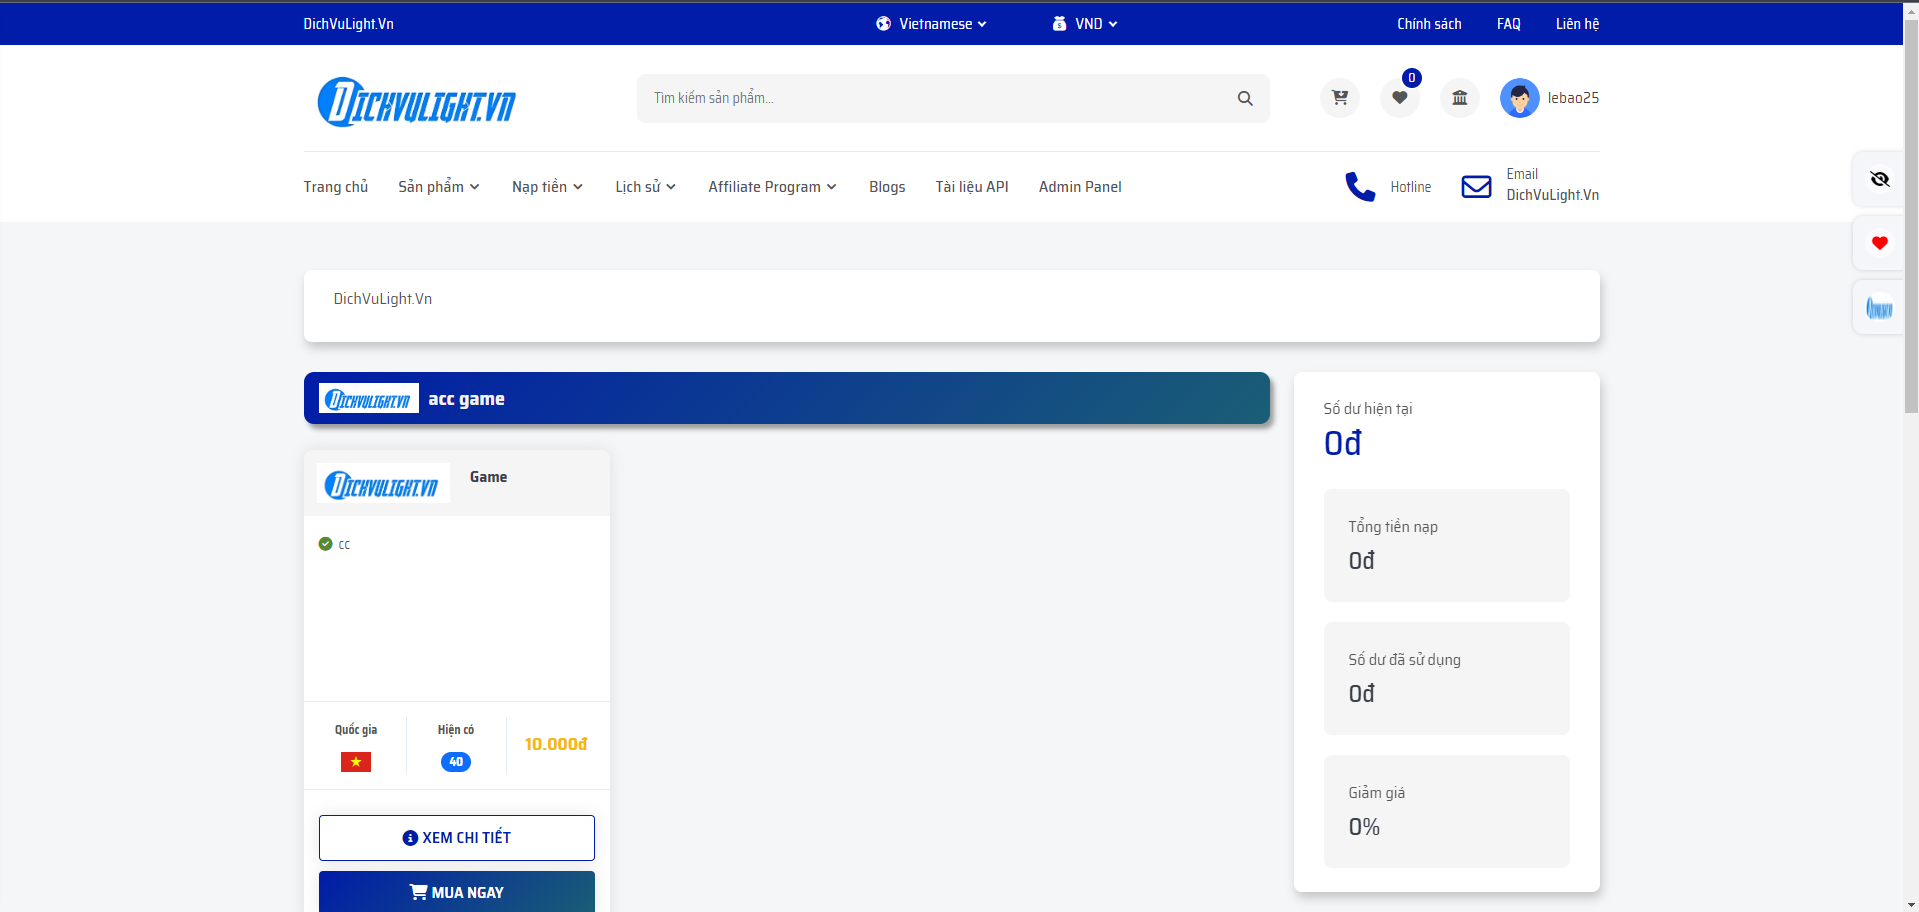 DichVuLight.Vn
Vietnamese
VND
Chính sách
FAQ
Liên hệ
DICHVULIGHT.VN
Tìm kiếm sản phẩm...
0
lebao25
Trang chủ
Sản phẩm
Nạp tiền
Lịch sử
Affiliate Program
Blogs
Tài liệu API
Admin Panel
Hotline
Email
DichVuLight.Vn
DichVuLight.Vn
DICHVULIGHT.VN
acc game
DICHVULIGHT.VN
Game
cc
Quốc gia
Hiện có
40
10.000đ
XEM CHI TIẾT
MUA NGAY
Số dư hiện tại
0đ
Tổng tiền nạp
0đ
Số dư đã sử dụng
0đ
Giảm giá
0%